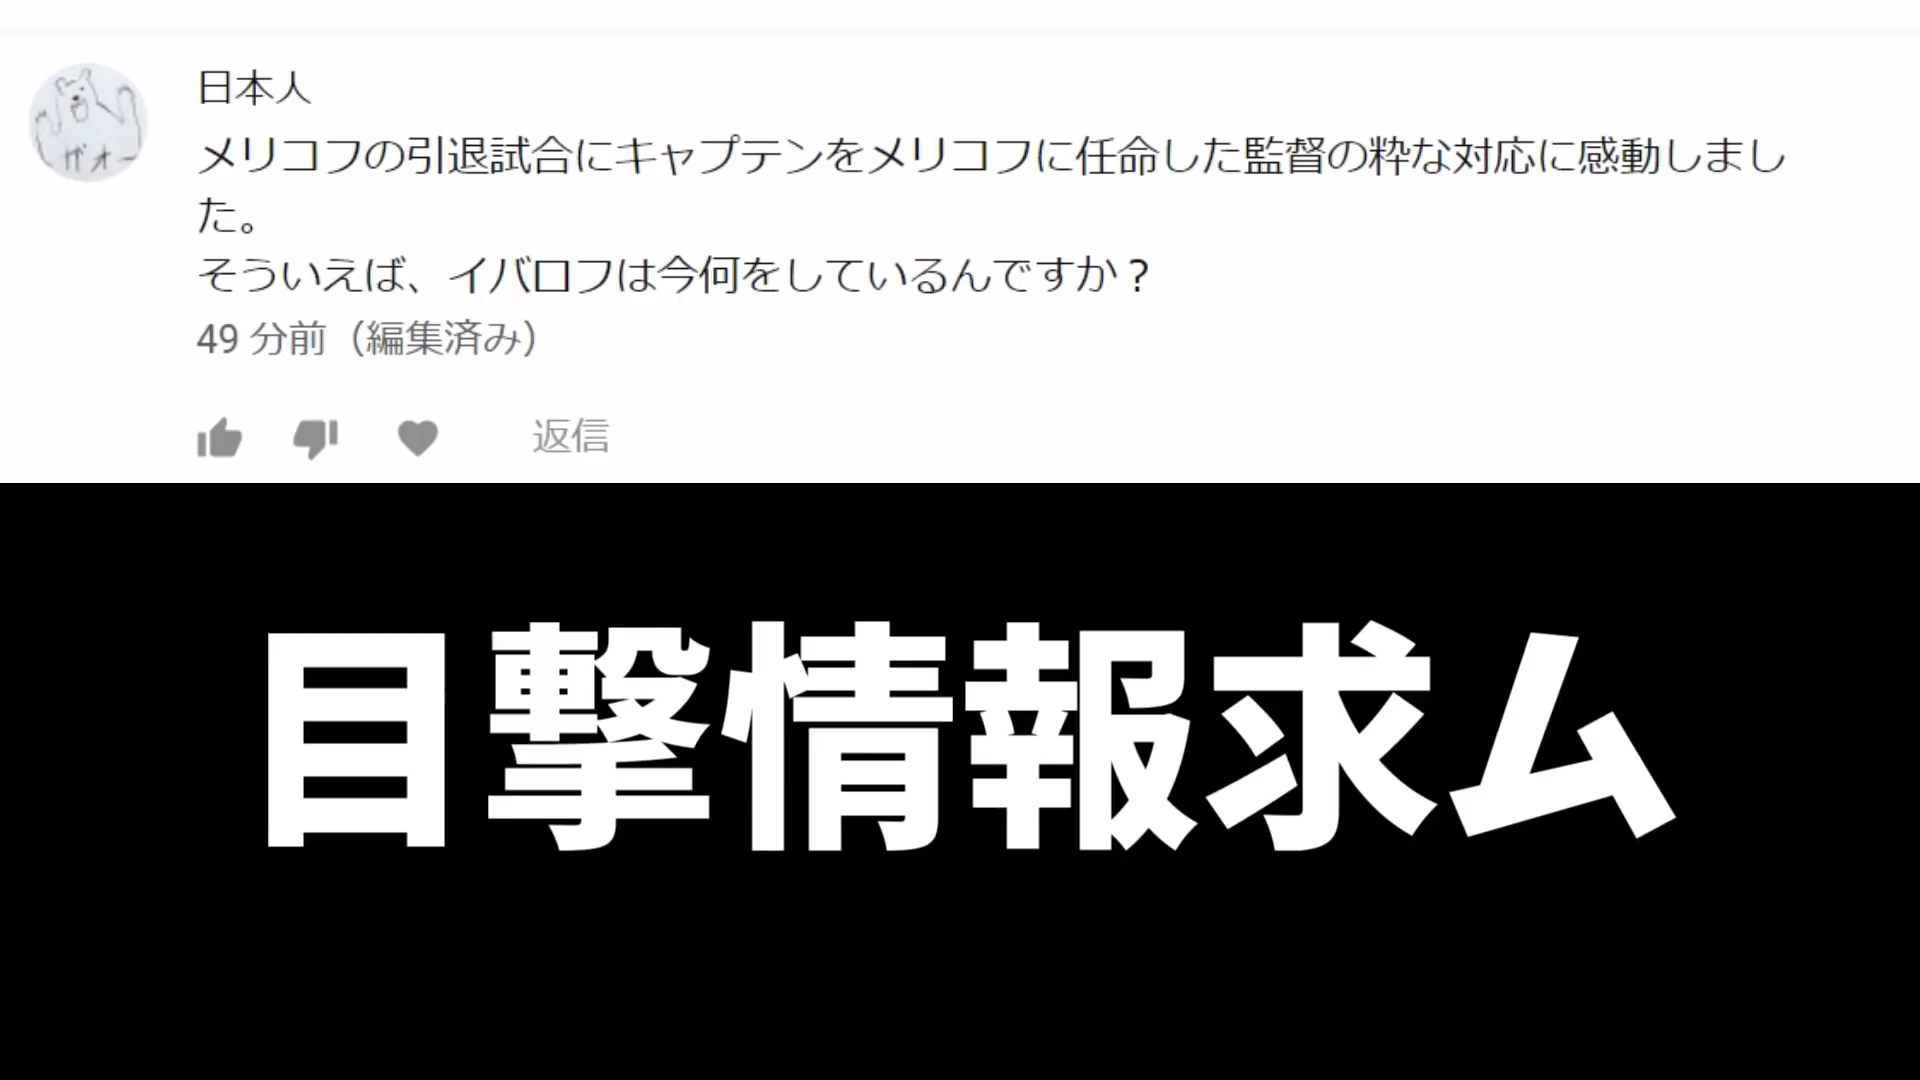 ガオー
日本人
メリコフの引退試合にキャプテンをメリコフに任命した監督の粋な対応に感動しまし
た。
そういえば、イバロフは今何をしているんですか？
49 分前（編集済み）
返信
目撃情報求ム